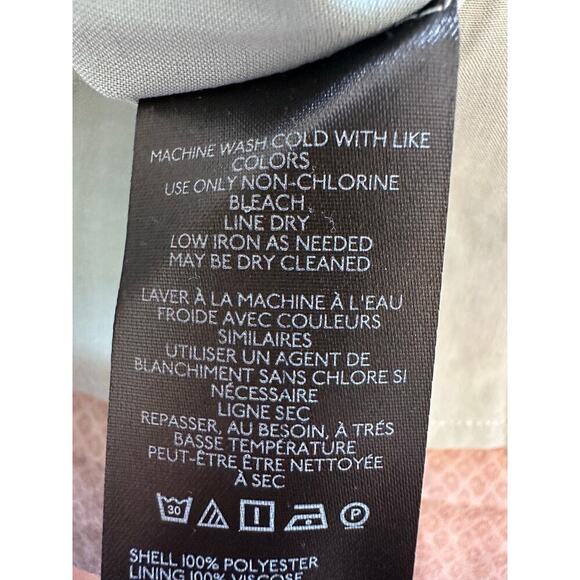 MACHINE WASH COLD WITH LIKE
COLORS
USE ONLY NON-CHLORINE
BLEACH
LINE DRY
LOW IRON AS NEEDED
MAY BE DRY CLEANED
LAVER À LA MACHINE À L'EAU
FROIDE AVEC COULEURS
SIMILAIRES
UTILISER UN AGENT DE
BLANCHIMENT SANS CHLORE SI
NÉCESSAIRE
LIGNE SEC
REPASSER, AU BESOIN, À TRÉS
BASSE TEMPÉRATURE
PEUT-ÊTRE ÊTRE NETTOYÉE
À SEC
30 P
SHELL 100% POLYESTER
LINING 100% VISCOSE